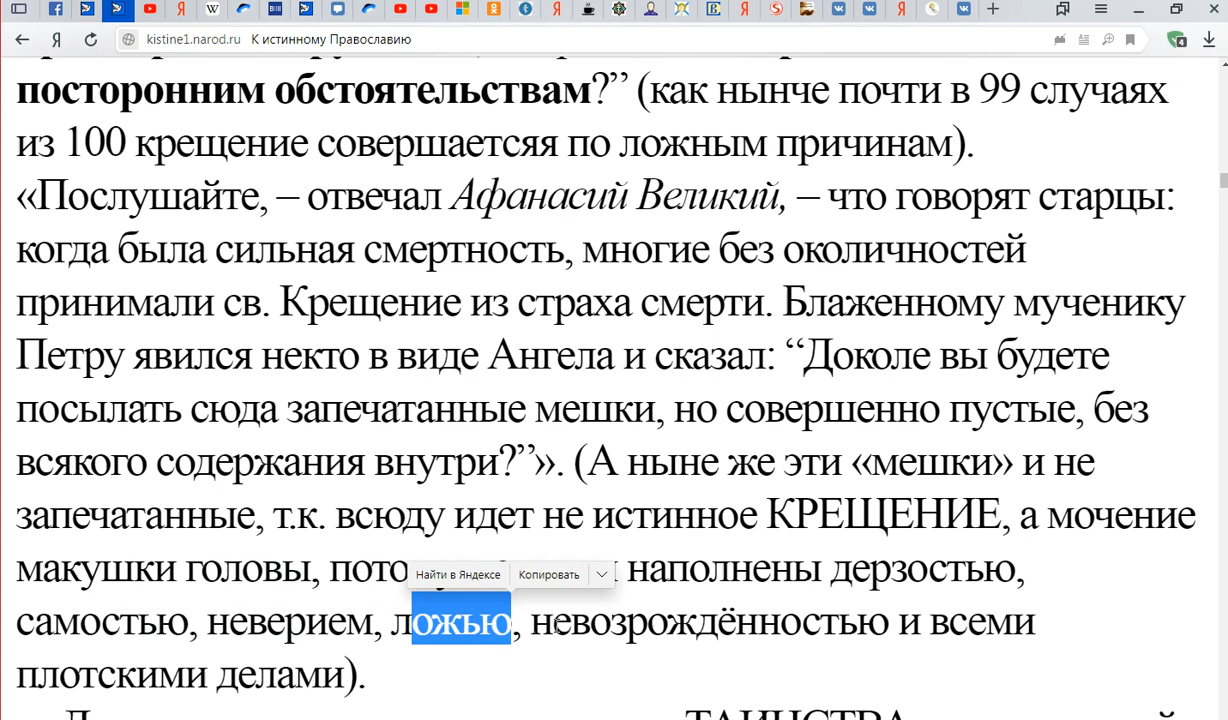 kistine1.narod.ru К истинному Православию
4
посторонним обстоятельствам?” (как нынче почти в 99 случаях
из 100 крещение совершаетсяя по ложным причинам).
«Послушайте, – отвечал Афанасий Великий, – что говорят старцы:
когда была сильная смертность, многие без околичностей
принимали св. Крещение из страха смерти. Блаженному мученику
Петру явился некто в виде Ангела и сказал: “Доколе вы будете
посылать сюда запечатанные мешки, но совершенно пустые, без
всякого содержания внутри?”». (А ныне же эти «мешки» и не
запечатанные, т.к. всюду идет не истинное КРЕЩЕНИЕ, а мочение
макушки головы, наполнены дерзостью,
Найти в Яндексе Копировать
самостью, неверием, ложью, невозрождённостью и всеми
плотскими делами).
ТАИНСТВА